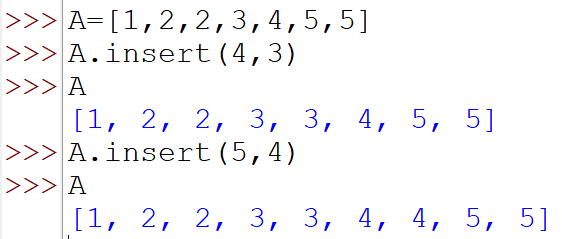 >>> A=[1,2,2,3,4,5,5]
>>> A.insert(4,3)
>>> A
[1, 2, 2, 3, 3, 4, 5, 5]
>>> A.insert(5,4)
>>> A
[1, 2, 2, 3, 3, 4, 4, 5, 5]